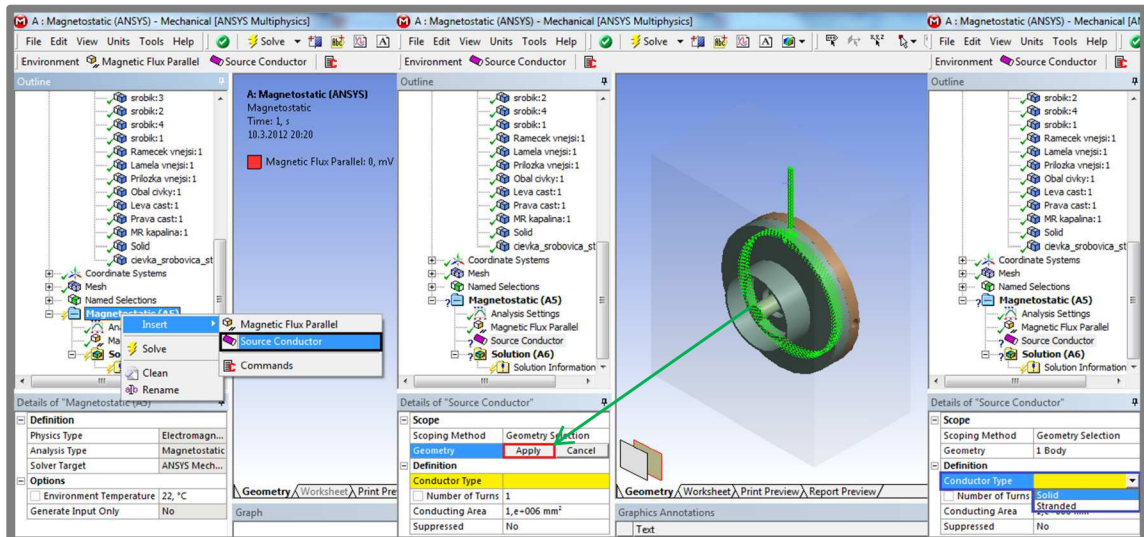 A : Magnetostatic (ANSYS) - Mechanical [ANSYS Multiphysics]
File Edit View Units Tools Help Solve A
Environment Magnetic Flux Parallel Source Conductor
Outline
srobik:3
srobik:2
srobik:4
srobik:1
Ramecek vnejsi:1
Lamela vnejsi:1
Prilozka vnejsi:1
Obal civky:1
Leva cast:1
Prava cast:1
MR kapalina:1
Solid
cievka_srobovica_st
Coordinate Systems
Mesh
Named Selections
Magnetostatic (A5)
An
Ma
So
Insert
Solve
Clean
Rename
Magnetic Flux Parallel
Source Conductor
Commands
A: Magnetostatic (ANSYS)
Magnetostatic
Time: 1, s
10.3.2012 20:20
Magnetic Flux Parallel: 0, mV
Details of "Magnetostatic (A5)"
Definition
Physics Type Electromagn...
Analysis Type Magnetostatic
Solver Target ANSYS Mech...
Options
Environment Temperature 22, °C
Generate Input Only No
Geometry Worksheet Print Pre
Graph
A : Magnetostatic (ANSYS) - Mechanical [ANSYS Multiphysics]
File Edit View Units Tools Help Solve A
Environment Source Conductor
Outline
srobik:2
srobik:4
srobik:1
Ramecek vnejsi:1
Lamela vnejsi:1
Prilozka vnejsi:1
Obal civky:1
Leva cast:1
Prava cast:1
MR kapalina:1
Solid
cievka_srobovica_st
Coordinate Systems
Mesh
Named Selections
Magnetostatic (A5)
Analysis Settings
Magnetic Flux Parallel
Source Conductor
Solution (A6)
Solution Information
Details of "Source Conductor"
Scope
Scoping Method Geometry Selection
Geometry Apply Cancel
Definition
Conductor Type
Number of Turns 1
Conducting Area 1,e+006 mm²
Suppressed No
Geometry Worksheet Print Preview Report Preview
Graphics Annotations
Text
A : Magnetostatic (ANSYS) - Mechanical [AN
File Edit View Units Tools Help
Environment Source Conductor
Outline
srobik:2
srobik:4
srobik:1
Ramecek vnejsi:1
Lamela vnejsi:1
Prilozka vnejsi:1
Obal civky:1
Leva cast:1
Prava cast:1
MR kapalina:1
Solid
cievka_srobovica_st
Coordinate Systems
Mesh
Named Selections
Magnetostatic (A5)
Analysis Settings
Magnetic Flux Parallel
Source Conductor
Solution (A6)
Solution Information
Details of "Source Conductor"
Scope
Scoping Method Geometry Selection
Geometry 1 Body
Definition
Conductor Type
Number of Turns Solid
Stranded
Conducting Area
Suppressed No